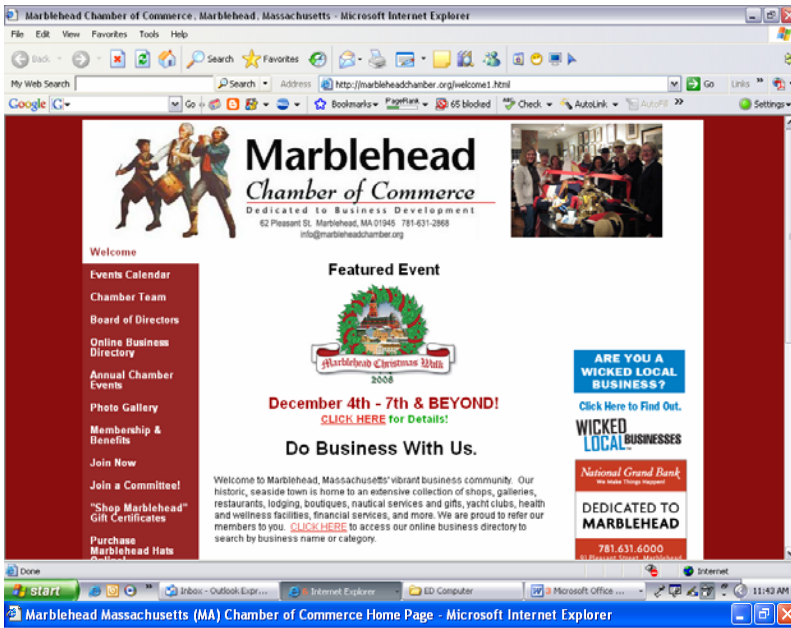 Marblehead Chamber of Commerce, Marblehead, Massachusetts - Microsoft Internet Explorer
File Edit View Favorites Tools Help
Back Search Favorites
My Web Search Search Address http://marbleheadchamber.org/welcome1.html Go Links »
Google G Go Bookmarks PageRank 65 blocked Check AutoLink AutoFill » Settings
Marblehead
Chamber of Commerce
Dedicated to Business Development
62 Pleasant St. Marblehead, MA 01945 781-631-2868
info@marbleheadchamber.org
Welcome
Events Calendar
Chamber Team
Board of Directors
Online Business
Directory
Annual Chamber
Events
Photo Gallery
Membership &
Benefits
Join Now
Join a Committee!
"Shop Marblehead"
Gift Certificates
Purchase
Marblehead Hats
Featured Event
Marblehead Christmas Walk
2008
December 4th - 7th & BEYOND!
CLICK HERE for Details!
Do Business With Us.
Welcome to Marblehead, Massachusetts' vibrant business community. Our
historic, seaside town is home to an extensive collection of shops, galleries,
restaurants, lodging, boutiques, nautical services and gifts, yacht clubs, health
and wellness facilities, financial services, and more. We are proud to refer our
members to you. CLICK HERE to access our online business directory to
search by business name or category.
ARE YOU A
WICKED LOCAL
BUSINESS?
Click Here to Find Out.
WICKED
LOCAL BUSINESSES
National Grand Bank
We Make Things Happen!
DEDICATED TO
MARBLEHEAD
781.631.6000
91 Pleasant Street, Marblehead
Done Internet
start » Inbox - Outlook Expr... 6 Internet Explorer ED Computer 3 Microsoft Office ... 11:43 AM
Marblehead Massachusetts (MA) Chamber of Commerce Home Page - Microsoft Internet Explorer